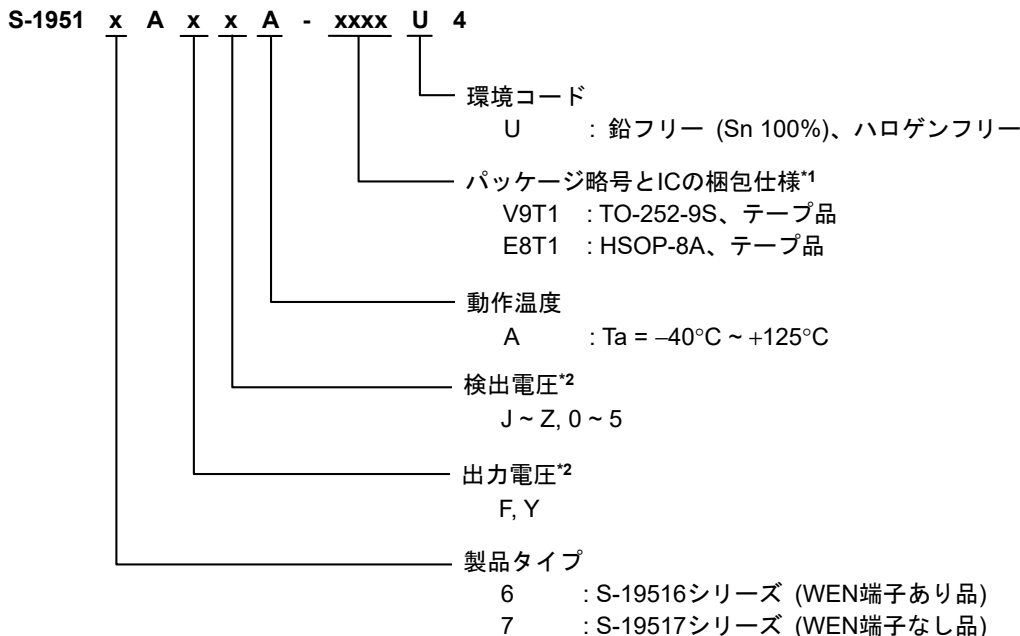 S-1951 x A x x A - xxxx U 4
環境コード
U : 鉛フリー (Sn 100%)、ハロゲンフリー
パッケージ略号とICの梱包仕様*1
V9T1 : TO-252-9S、テープ品
E8T1 : HSOP-8A、テープ品
動作温度
A : Ta = −40°C ~ +125°C
検出電圧*2
J ~ Z, 0 ~ 5
出力電圧*2
F, Y
製品タイプ
6 : S-19516シリーズ (WEN端子あり品)
7 : S-19517シリーズ (WEN端子なし品)